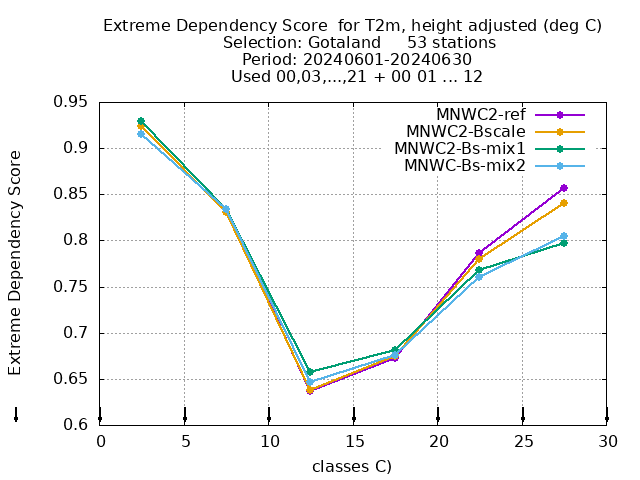 Extreme Dependency Score  for T2m, height adjusted (deg C)
Selection: Gotaland     53 stations
Period: 20240601-20240630
Used 00,03,...,21 + 00 01 ... 12
Extreme Dependency Score
0.95
0.9
0.85
0.8
0.75
0.7
0.65
0.6
MNWC2-ref
MNWC2-Bscale
MNWC2-Bs-mix1
MNWC-Bs-mix2
0 5 10 15 20 25 30
classes C)